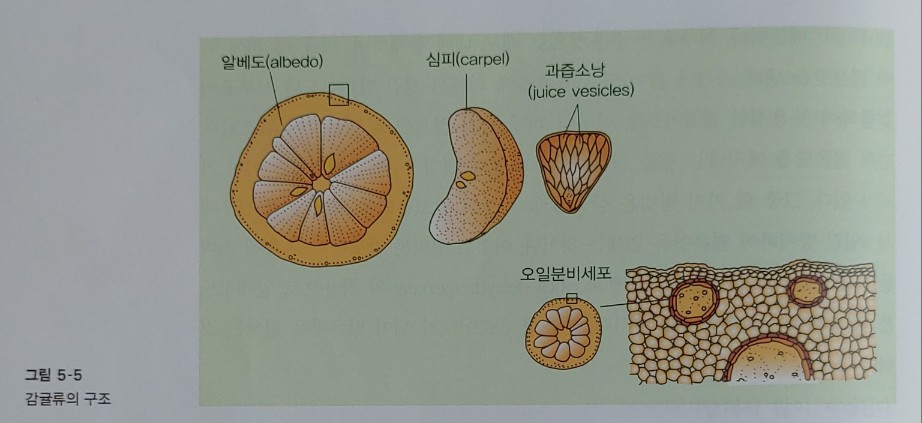 알베도(albedo)
심피(carpel)
과즙소낭
(juice vesicles)
오일분비세포
그림 5-5
감귤류의 구조